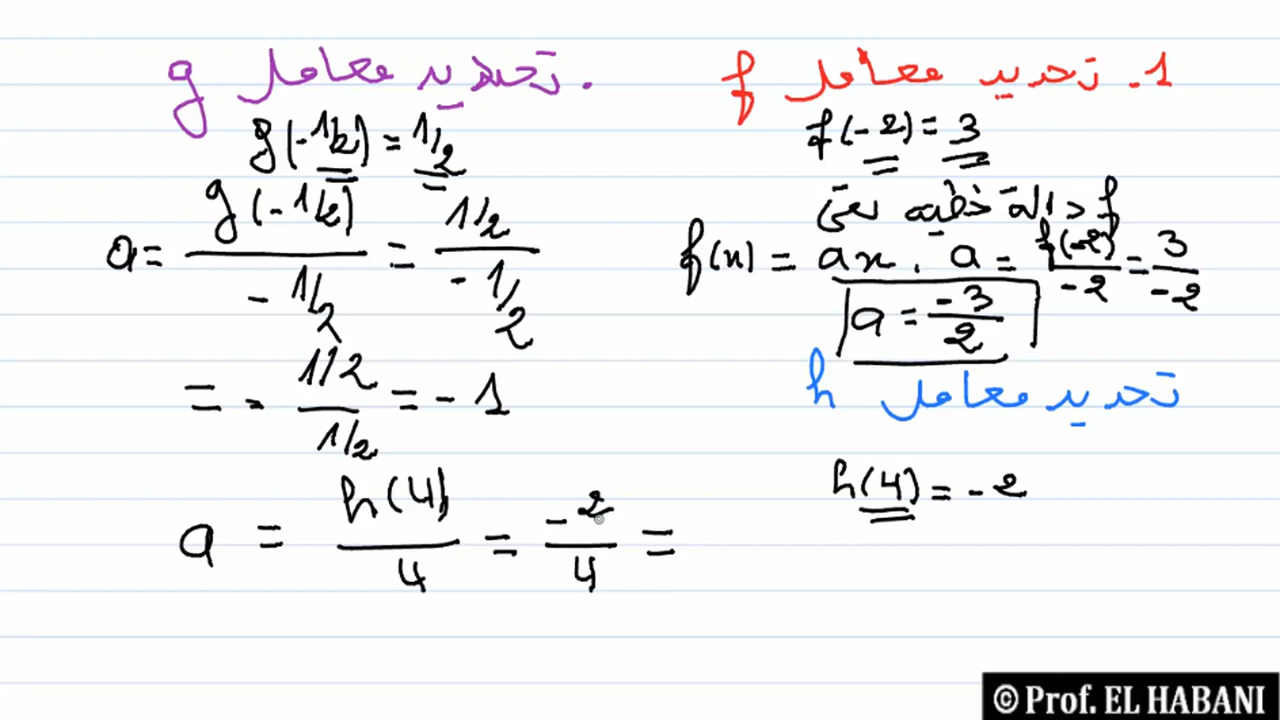 1- تحديد معامل f
f(-2) = 3
f دالة خطية يعني
f(x) = ax . a = f(-2)/-2 = 3/-2
a = -3/2
. تحديد معامل g
g(-1/2) = 1/2
a = g(-1/2)/-1/2 = 1/2/-1/2
= - 1/2/1/2 = -1
تحديد معامل h
h(4) = -2
a = h(4)/4 = -2/4 =
© Prof. EL HABANI